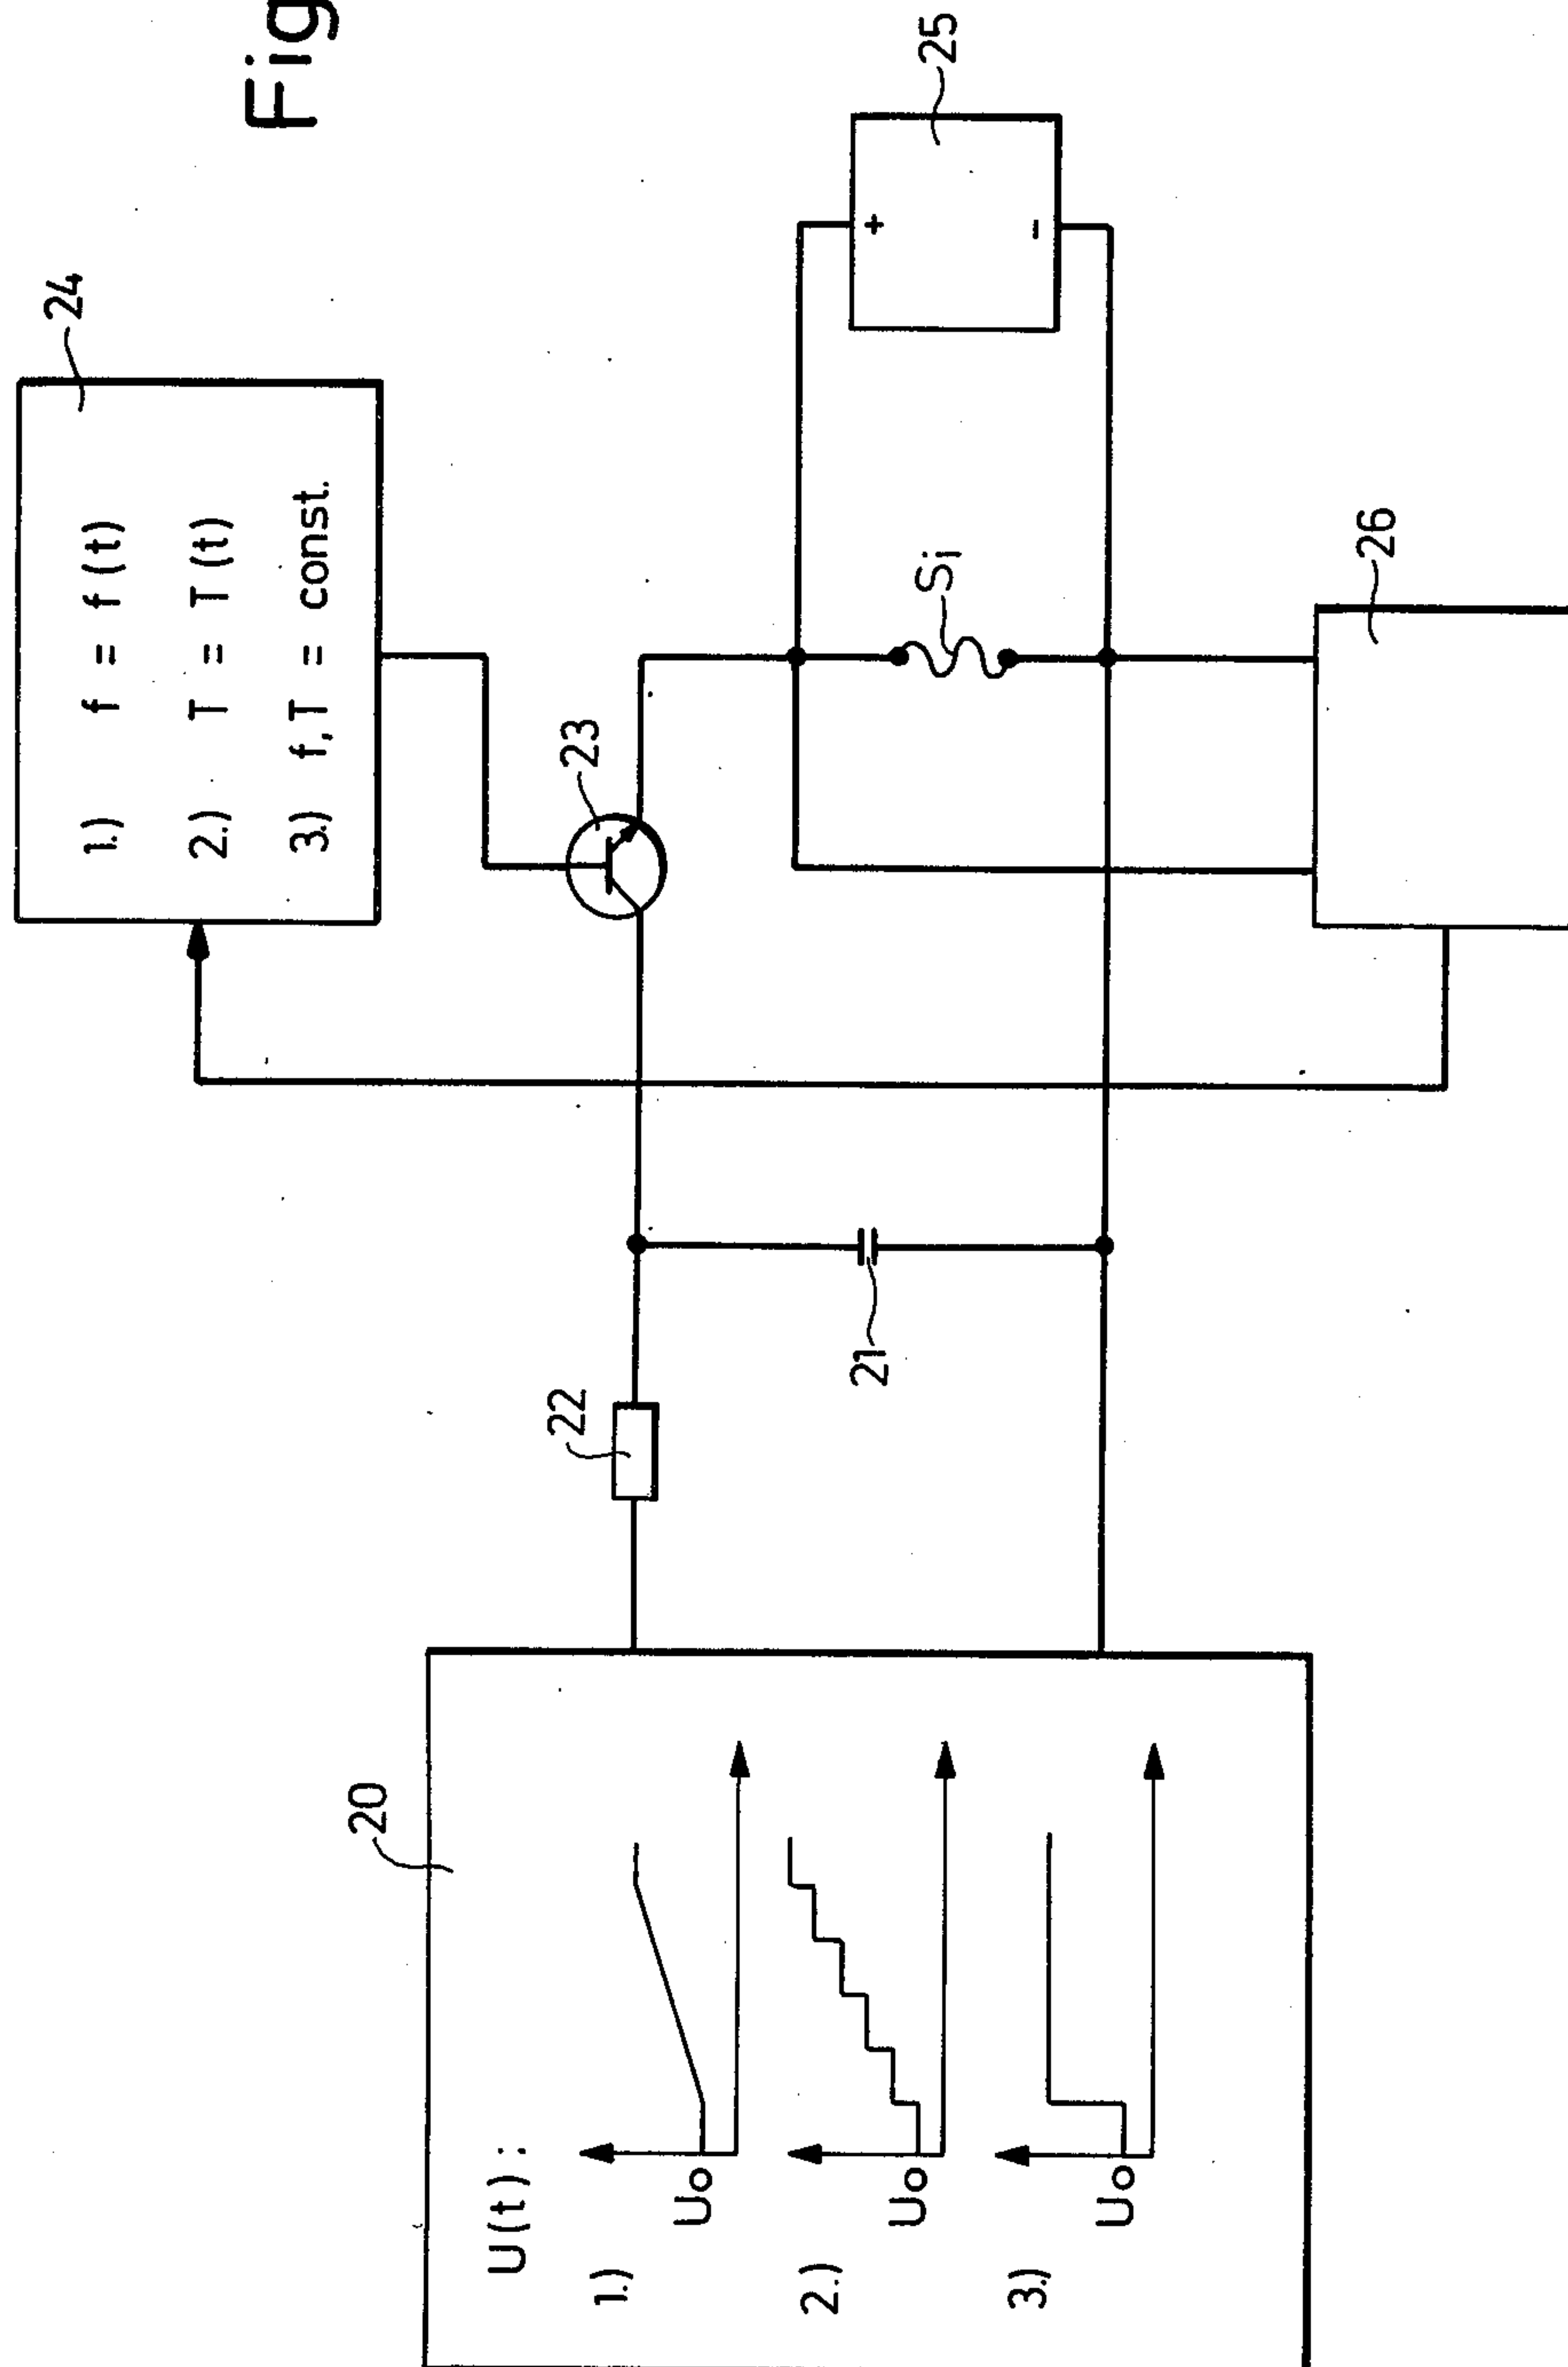 Fig
24
1.) f = f(t)
2.) T = T(t)
3.) f,T = const.
20
U(t):
1.)
Uo
2.)
Uo
3.)
Uo
22
21
23
Si
25
+
-
26